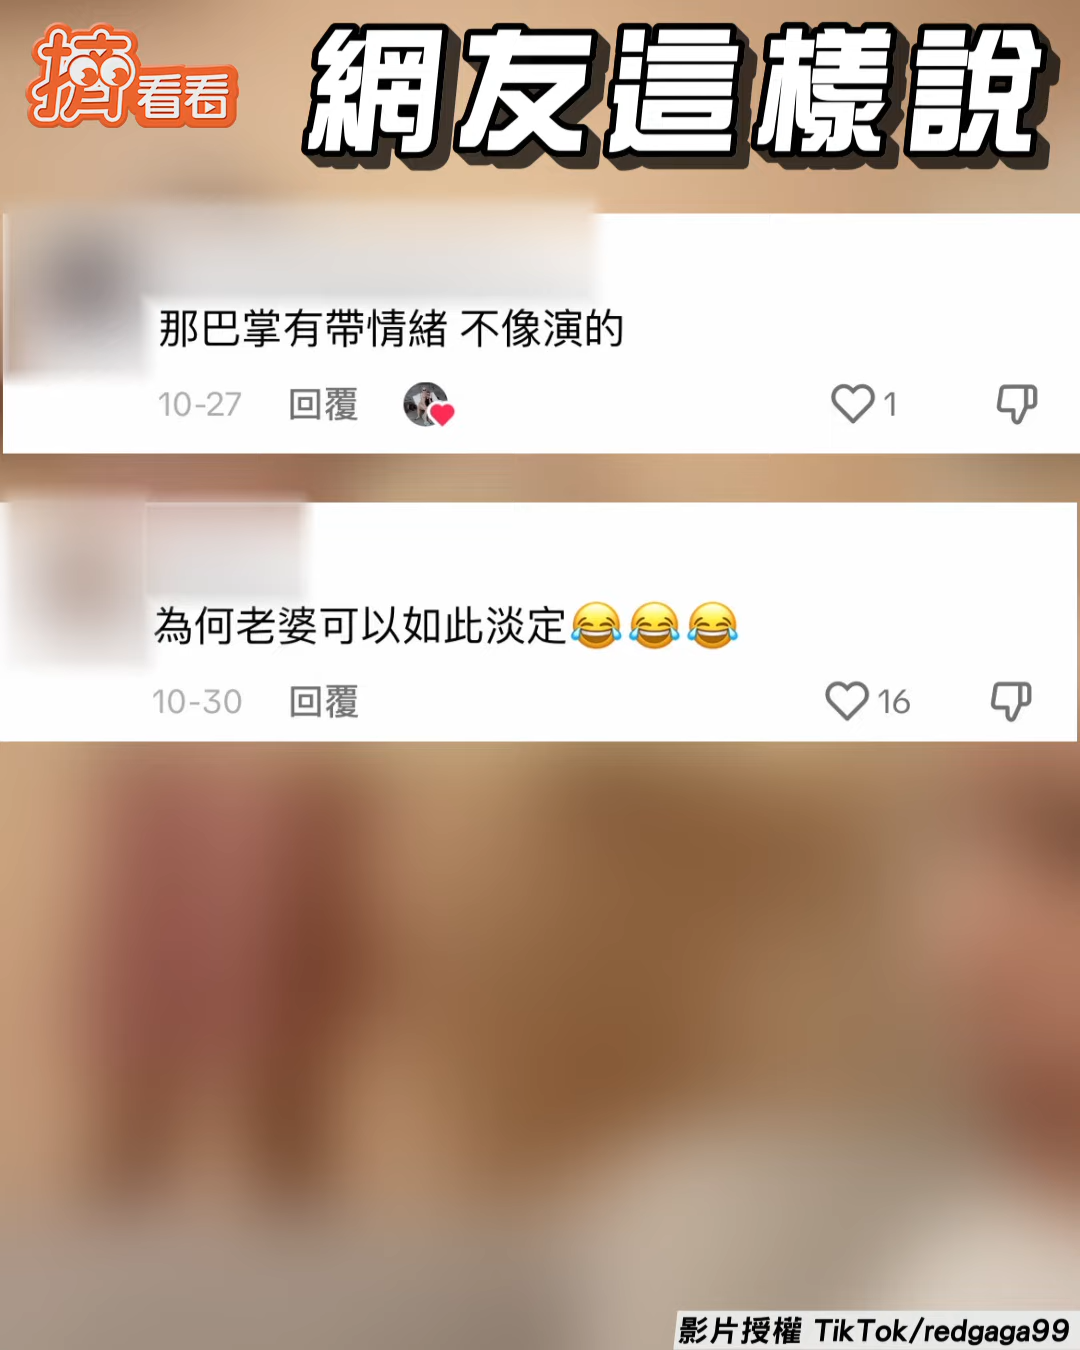 擠看看
網友這樣說
那巴掌有帶情緒 不像演的
10-27 回覆 1
為何老婆可以如此淡定😂😂😂
10-30 回覆 16
影片授權 TikTok/redgaga99